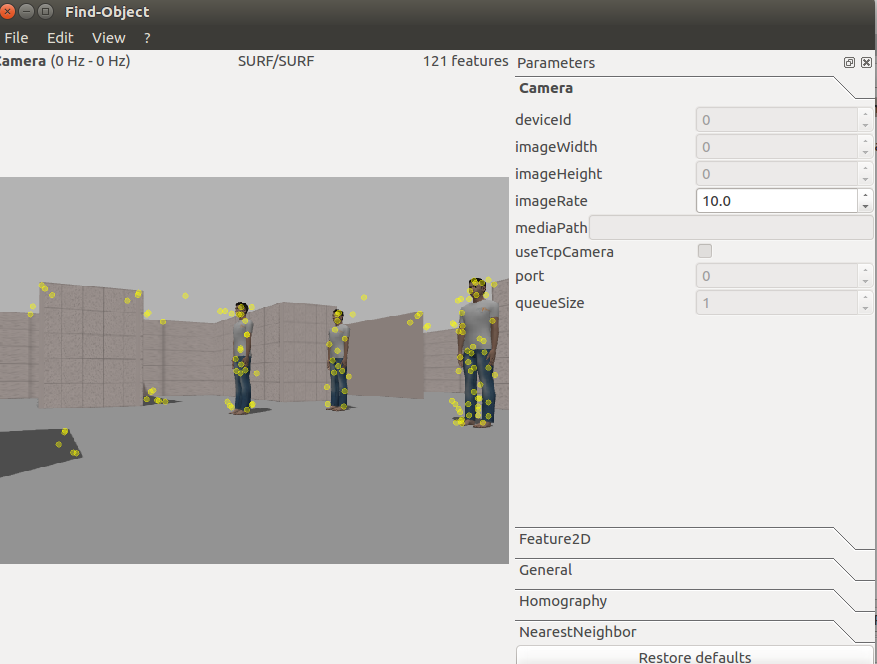 Find-Object
File Edit View ?
Camera (0 Hz - 0 Hz) SURF/SURF 121 features
Parameters
Camera
deviceId 0
imageWidth 0
imageHeight 0
imageRate 10.0
mediaPath
useTcpCamera
port 0
queueSize 1
Feature2D
General
Homography
NearestNeighbor
Restore defaults